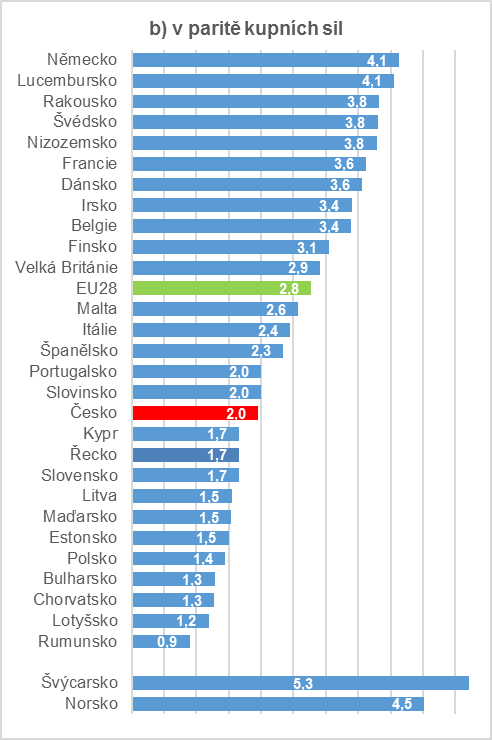 b) v paritě kupních sil
Německo 4,1
Lucembursko 4,1
Rakousko 3,8
Švédsko 3,8
Nizozemsko 3,8
Francie 3,6
Dánsko 3,6
Irsko 3,4
Belgie 3,4
Finsko 3,1
Velká Británie 2,9
EU28 2,8
Malta 2,6
Itálie 2,4
Španělsko 2,3
Portugalsko 2,0
Slovinsko 2,0
Česko 2,0
Kypr 1,7
Řecko 1,7
Slovensko 1,7
Litva 1,5
Maďarsko 1,5
Estonsko 1,5
Polsko 1,4
Bulharsko 1,3
Chorvatsko 1,3
Lotyšsko 1,2
Rumunsko 0,9
Švýcarsko 5,3
Norsko 4,5